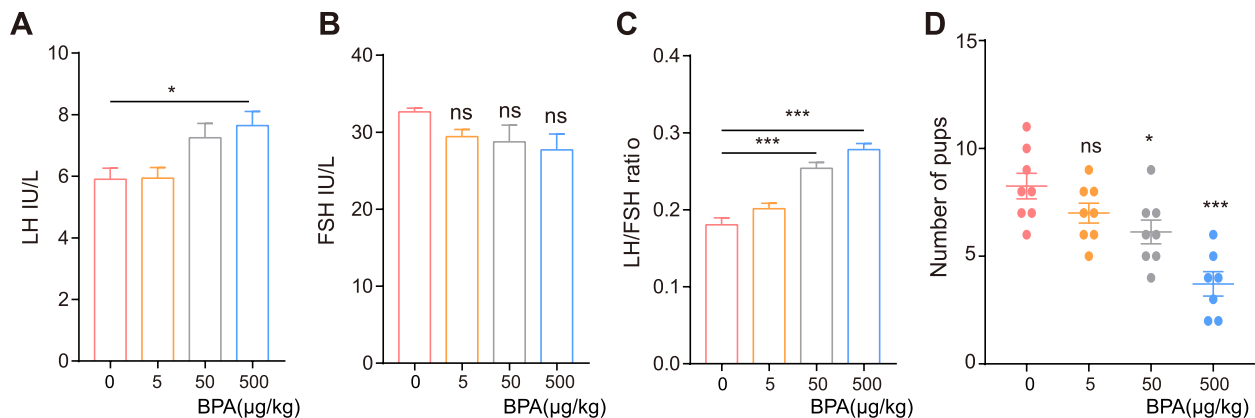 A
LH IU/L
10
8
6
4
2
0
*
0 5 50 500
BPA(µg/kg)
B
FSH IU/L
40
30
20
10
0
ns ns ns
0 5 50 500
BPA(µg/kg)
C
LH/FSH ratio
0.4
0.3
0.2
0.1
0.0
***
***
0 5 50 500
BPA(µg/kg)
D
Number of pups
15
10
5
0
ns
*
***
0 5 50 500
BPA(µg/kg)